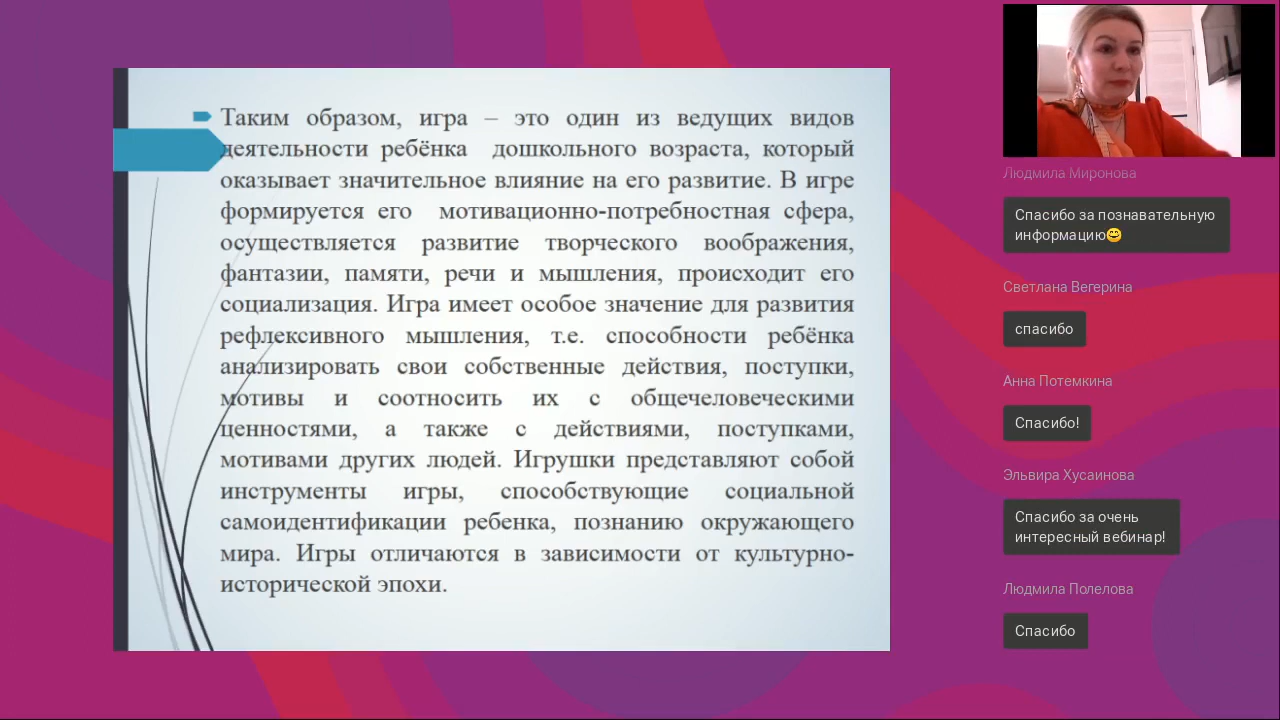 Таким образом, игра – это один из ведущих видов
деятельности ребёнка дошкольного возраста, который
оказывает значительное влияние на его развитие. В игре
формируется его мотивационно-потребностная сфера,
осуществляется развитие творческого воображения,
фантазии, памяти, речи и мышления, происходит его
социализация. Игра имеет особое значение для развития
рефлексивного мышления, т.е. способности ребёнка
анализировать свои собственные действия, поступки,
мотивы и соотносить их с общечеловеческими
ценностями, а также с действиями, поступками,
мотивами других людей. Игрушки представляют собой
инструменты игры, способствующие социальной
самоидентификации ребенка, познанию окружающего
мира. Игры отличаются в зависимости от культурно-
исторической эпохи.
Людмила Миронова
Спасибо за познавательную
информацию😊
Светлана Вегерина
спасибо
Анна Потемкина
Спасибо!
Эльвира Хусаинова
Спасибо за очень
интересный вебинар!
Людмила Полелова
Спасибо